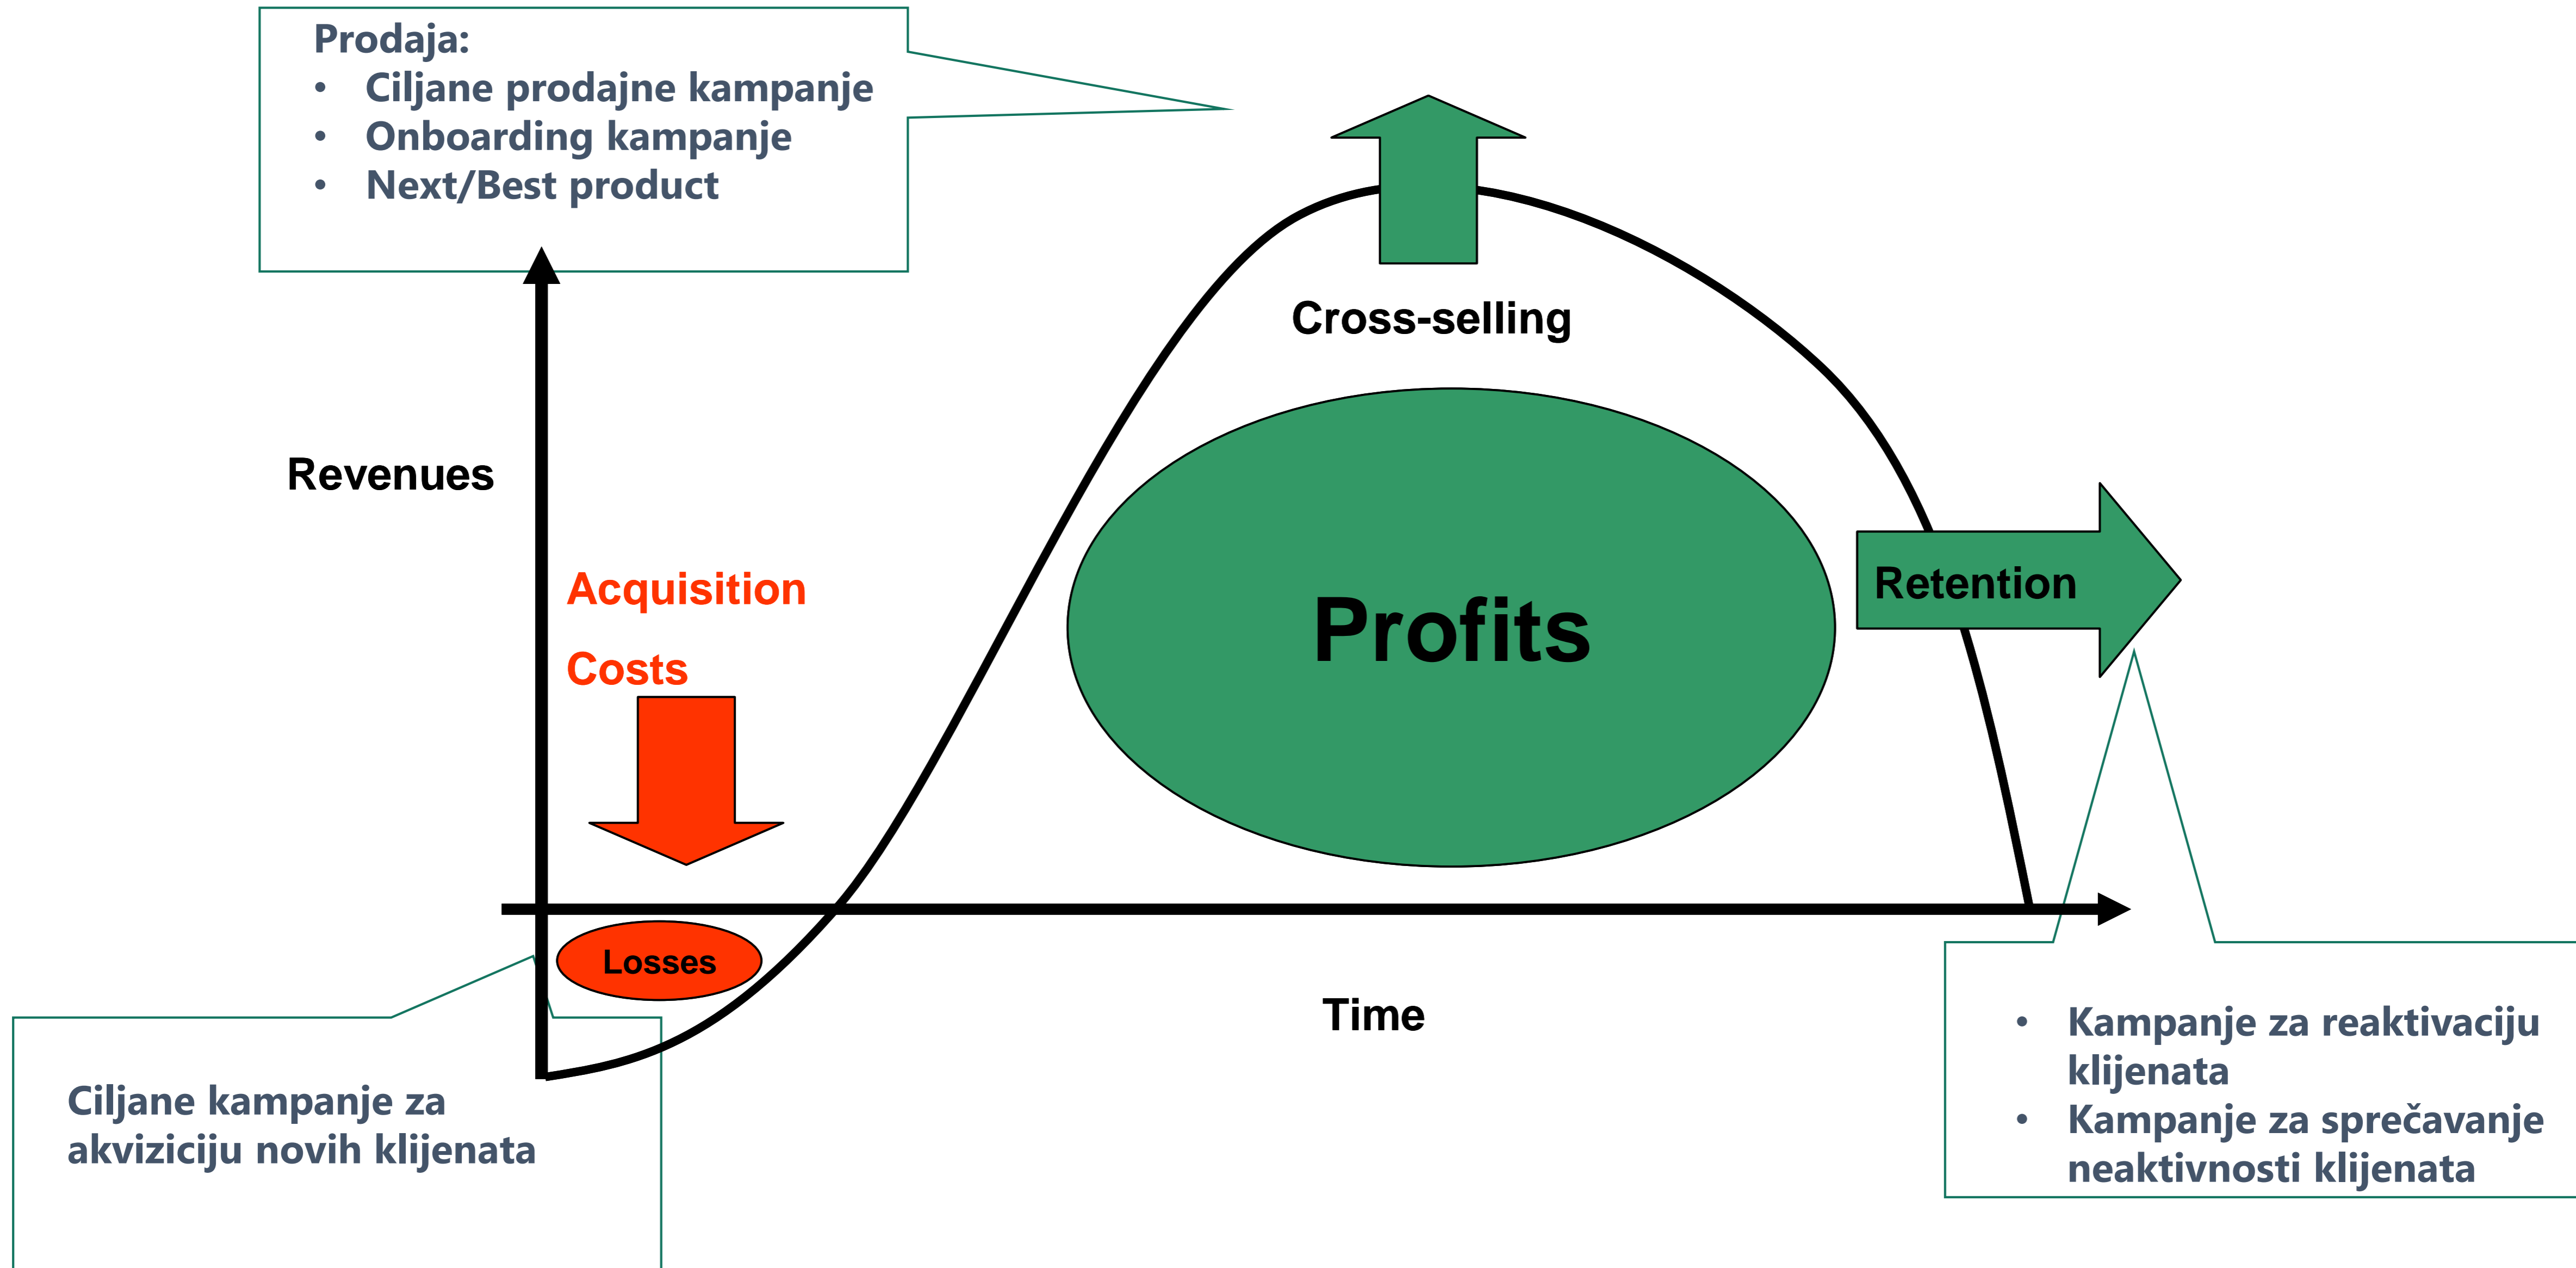 Prodaja:
• Ciljane prodajne kampanje
• Onboarding kampanje
• Next/Best product
Cross-selling
Revenues
Acquisition
Costs
Profits
Retention
Losses
Time
Ciljane kampanje za
akviziciju novih klijenata
• Kampanje za reaktivaciju
klijenata
• Kampanje za sprečavanje
neaktivnosti klijenata